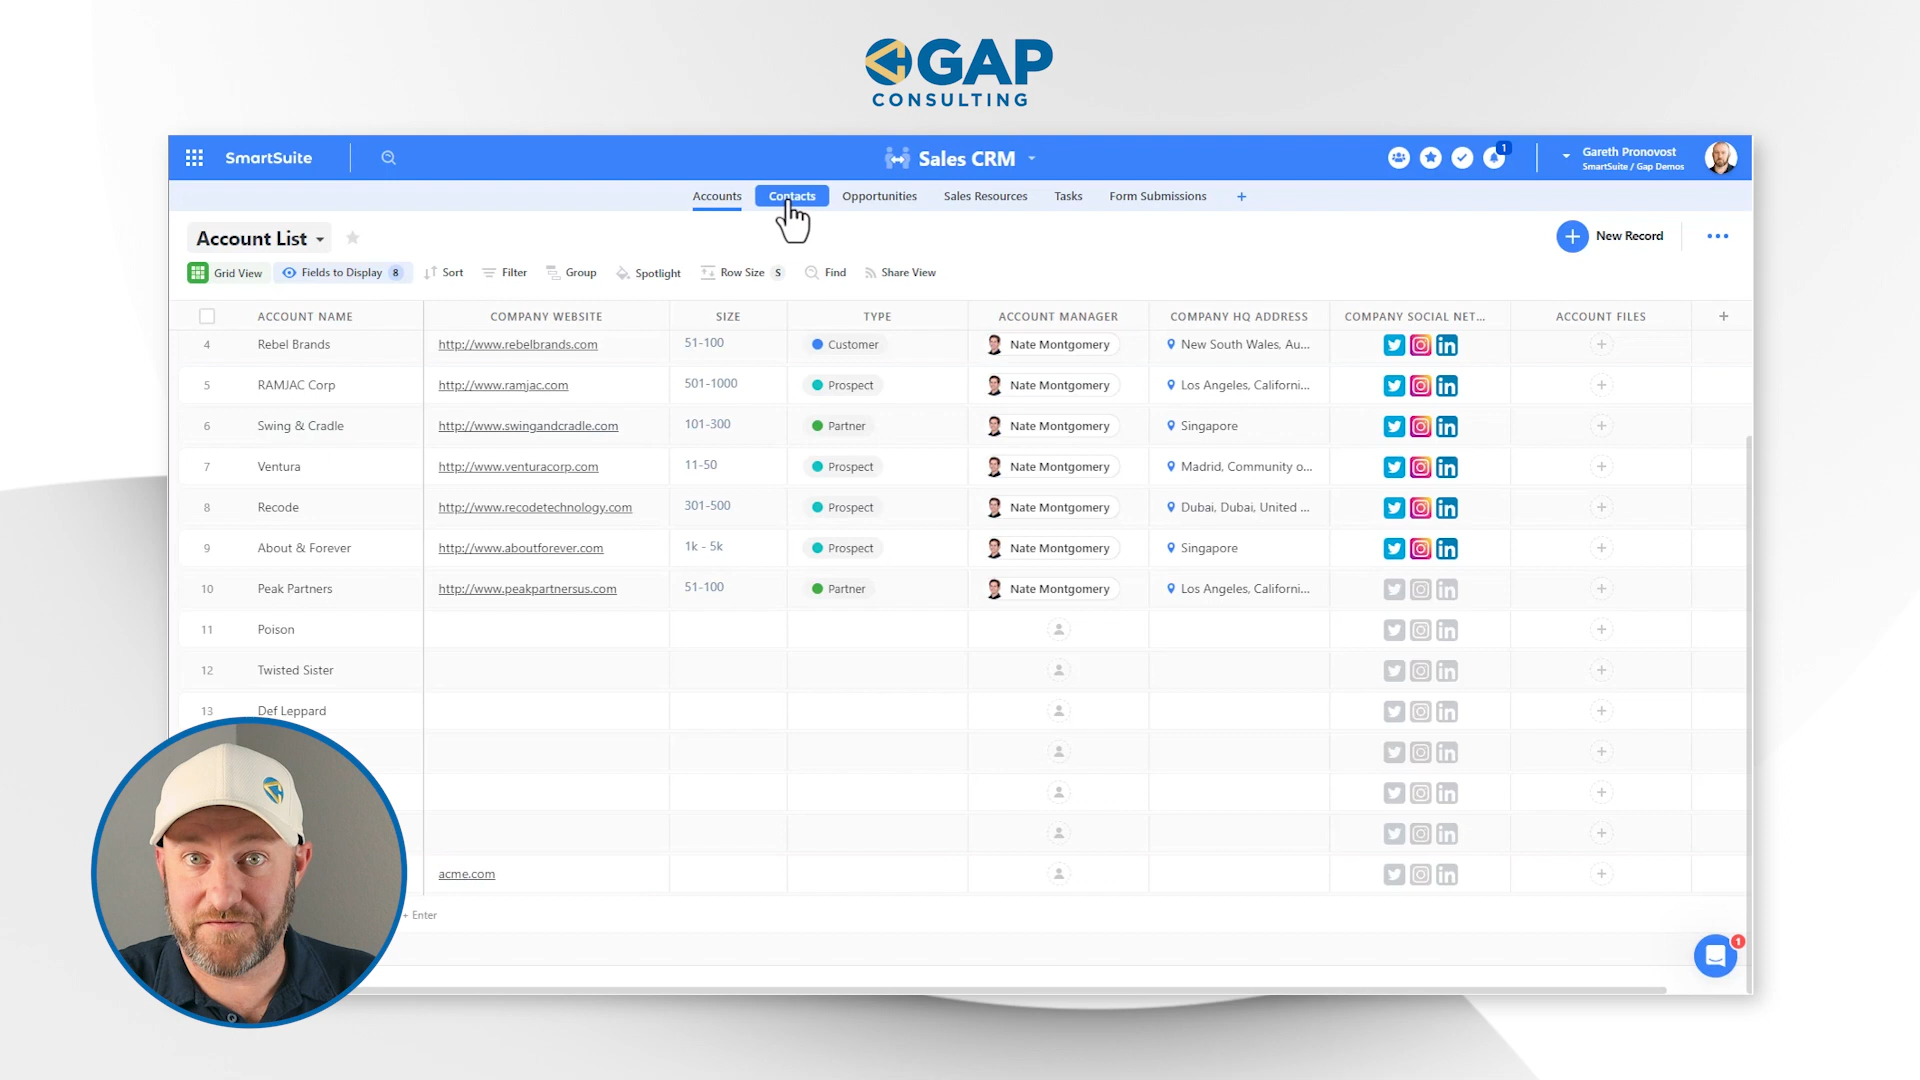 GAP
CONSULTING
SmartSuite
Sales CRM
1
Gareth Pronovost
SmartSuite / Gap Demos
Accounts Contacts Opportunities Sales Resources Tasks Form Submissions +
Account List
New Record
Grid View Fields to Display 8 Sort Filter Group Spotlight Row Size S Find Share View
ACCOUNT NAME COMPANY WEBSITE SIZE TYPE ACCOUNT MANAGER COMPANY HQ ADDRESS COMPANY SOCIAL NET... ACCOUNT FILES +
4 Rebel Brands http://www.rebelbrands.com 51-100 Customer Nate Montgomery New South Wales, Au...
5 RAMJAC Corp http://www.ramjac.com 501-1000 Prospect Nate Montgomery Los Angeles, Californi...
6 Swing & Cradle http://www.swingandcradle.com 101-300 Partner Nate Montgomery Singapore
7 Ventura http://www.venturacorp.com 11-50 Prospect Nate Montgomery Madrid, Community o...
8 Recode http://www.recodetechnology.com 301-500 Prospect Nate Montgomery Dubai, Dubai, United ...
9 About & Forever http://www.aboutforever.com 1k - 5k Prospect Nate Montgomery Singapore
10 Peak Partners http://www.peakpartnersus.com 51-100 Partner Nate Montgomery Los Angeles, Californi...
11 Poison
12 Twisted Sister
13 Def Leppard
acme.com
+ Enter
1